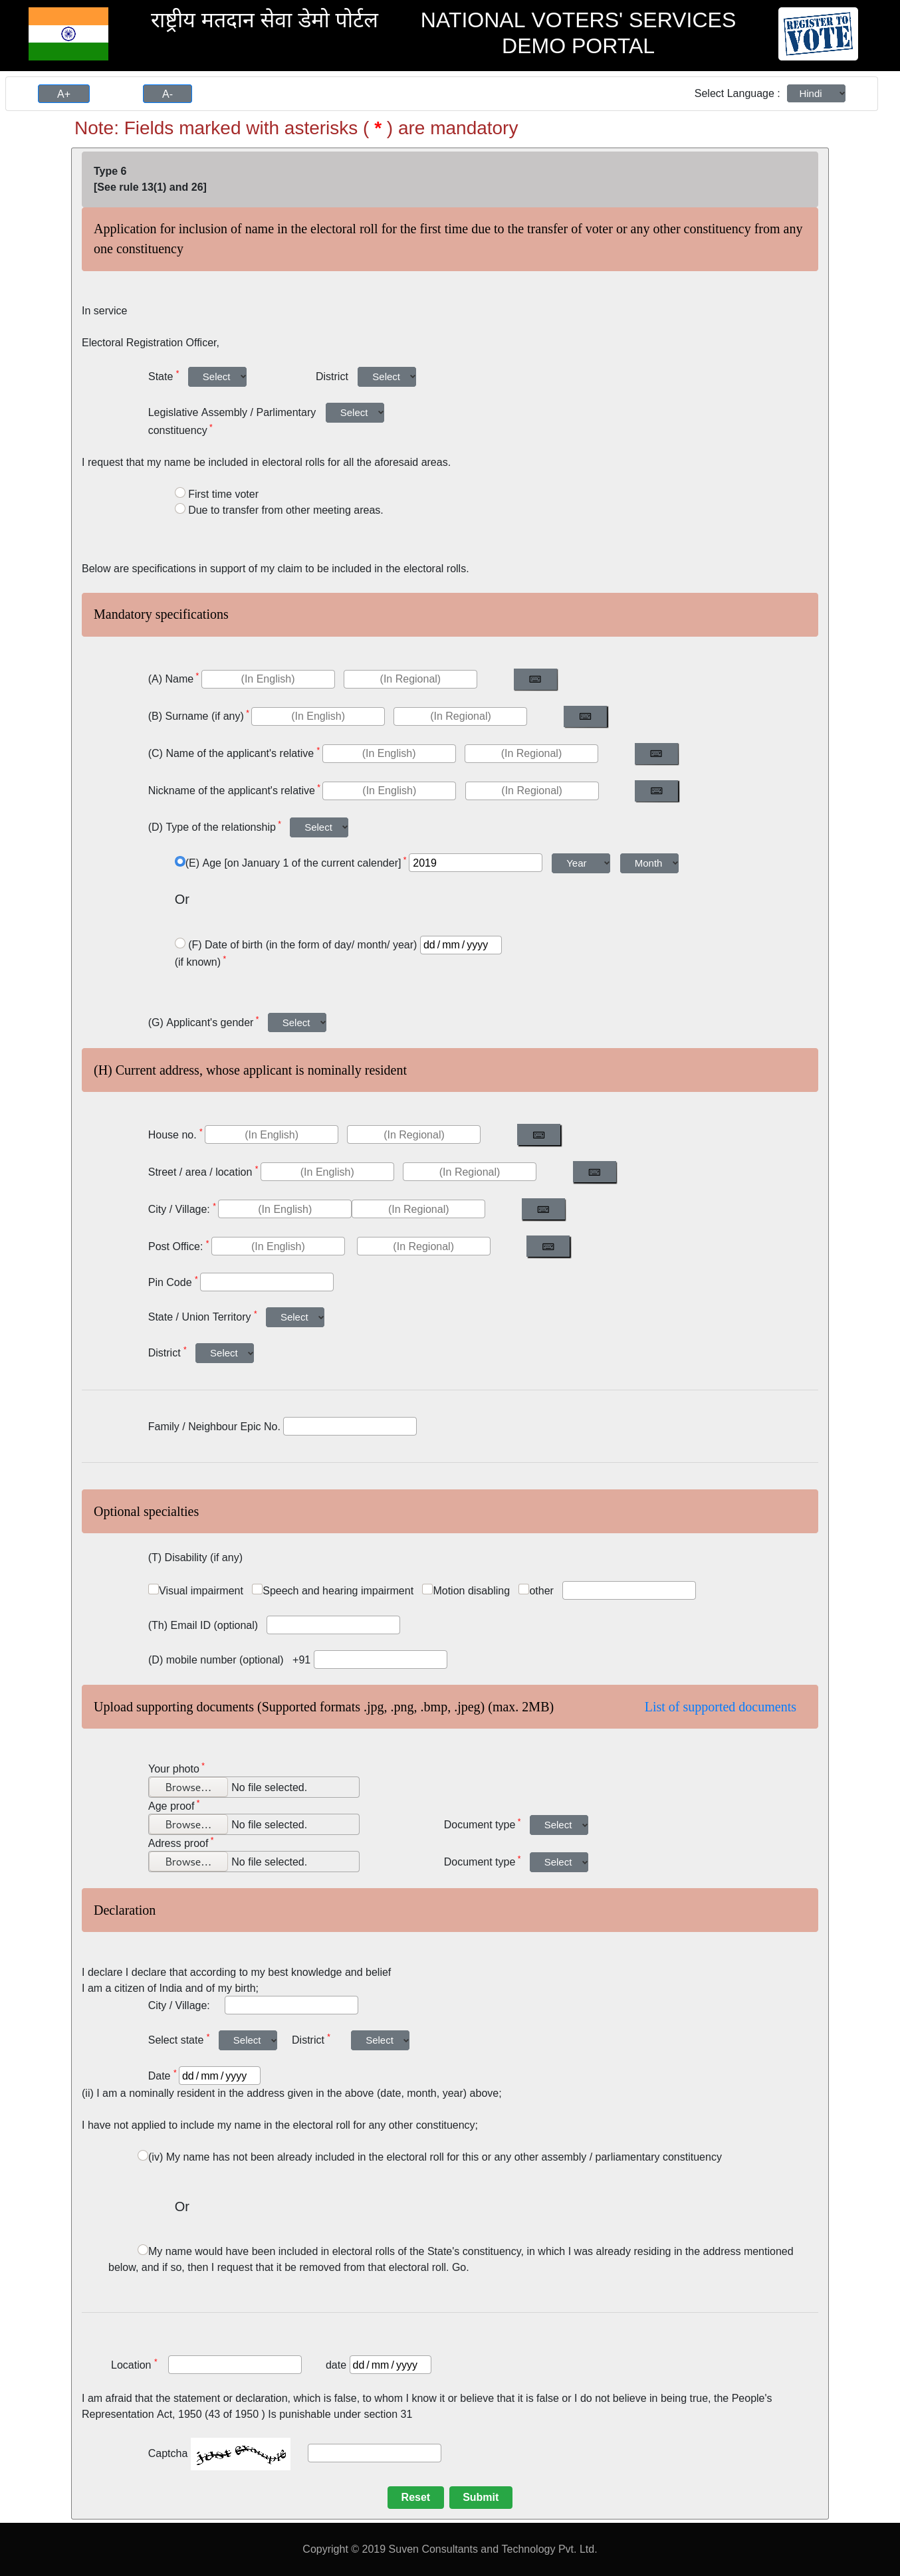 राष्ट्रीय मतदान सेवा डेमो पोर्टल
NATIONAL VOTERS' SERVICES
DEMO PORTAL
REGISTER TO
VOTE
A+ A- Select Language : Hindi
Note: Fields marked with asterisks ( * ) are mandatory
Type 6
[See rule 13(1) and 26]
Application for inclusion of name in the electoral roll for the first time due to the transfer of voter or any other constituency from any
one constituency
In service
Electoral Registration Officer,
State * Select District Select
Legislative Assembly / Parlimentary Select
constituency *
I request that my name be included in electoral rolls for all the aforesaid areas.
First time voter
Due to transfer from other meeting areas.
Below are specifications in support of my claim to be included in the electoral rolls.
Mandatory specifications
(A) Name * (In English) (In Regional)
(B) Surname (if any) * (In English) (In Regional)
(C) Name of the applicant's relative * (In English) (In Regional)
Nickname of the applicant's relative * (In English) (In Regional)
(D) Type of the relationship * Select
(E) Age [on January 1 of the current calender] * 2019 Year Month
Or
(F) Date of birth (in the form of day/ month/ year) dd / mm / yyyy
(if known) *
(G) Applicant's gender * Select
(H) Current address, whose applicant is nominally resident
House no. * (In English) (In Regional)
Street / area / location * (In English) (In Regional)
City / Village: * (In English) (In Regional)
Post Office: * (In English) (In Regional)
Pin Code *
State / Union Territory * Select
District * Select
Family / Neighbour Epic No.
Optional specialties
(T) Disability (if any)
Visual impairment Speech and hearing impairment Motion disabling other
(Th) Email ID (optional)
(D) mobile number (optional) +91
Upload supporting documents (Supported formats .jpg, .png, .bmp, .jpeg) (max. 2MB) List of supported documents
Your photo *
Browse... No file selected.
Age proof *
Browse... No file selected. Document type * Select
Adress proof *
Browse... No file selected. Document type * Select
Declaration
I declare I declare that according to my best knowledge and belief
I am a citizen of India and of my birth;
City / Village:
Select state * Select District * Select
Date * dd / mm / yyyy
(ii) I am a nominally resident in the address given in the above (date, month, year) above;
I have not applied to include my name in the electoral roll for any other constituency;
(iv) My name has not been already included in the electoral roll for this or any other assembly / parliamentary constituency
Or
My name would have been included in electoral rolls of the State's constituency, in which I was already residing in the address mentioned
below, and if so, then I request that it be removed from that electoral roll. Go.
Location * date dd / mm / yyyy
I am afraid that the statement or declaration, which is false, to whom I know it or believe that it is false or I do not believe in being true, the People's
Representation Act, 1950 (43 of 1950 ) Is punishable under section 31
Captcha just example
Reset Submit
Copyright © 2019 Suven Consultants and Technology Pvt. Ltd.